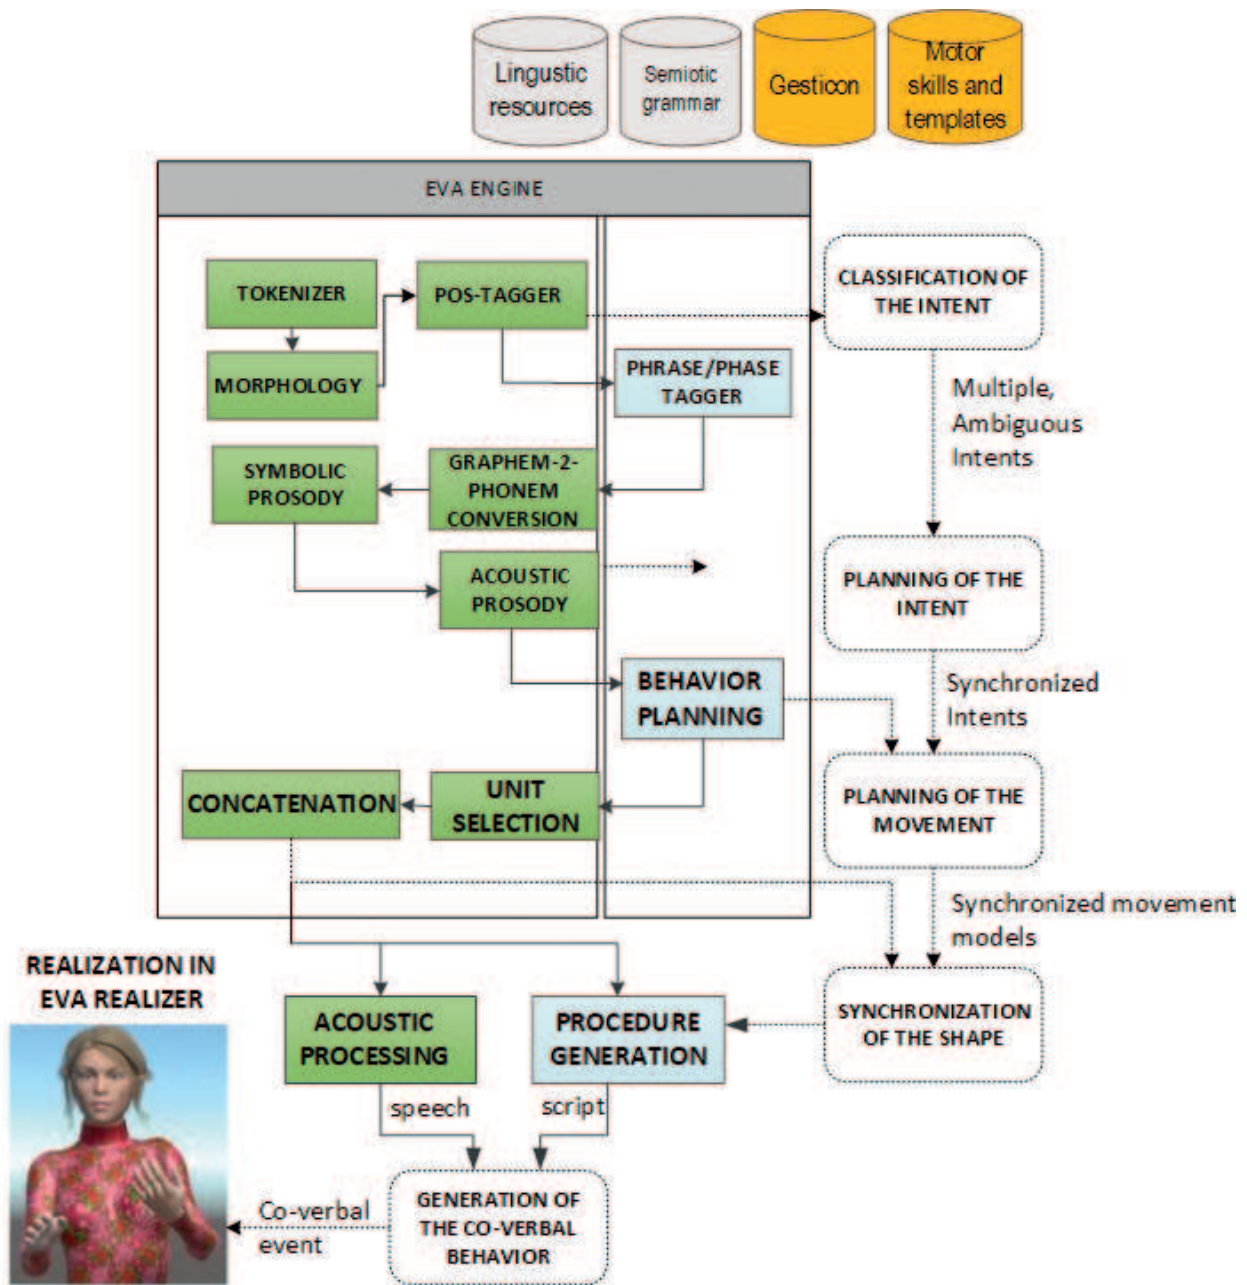 Lingustic
resources
Semiotic
grammar
Gesticon
Motor
skills and
templates
EVA ENGINE
TOKENIZER
POS-TAGGER
CLASSIFICATION OF
THE INTENT
MORPHOLOGY
PHRASE/PHASE
TAGGER
Multiple,
Ambiguous
Intents
SYMBOLIC
PROSODY
GRAPHEM-2-
PHONEM
CONVERSION
ACOUSTIC
PROSODY
PLANNING OF THE
INTENT
BEHAVIOR
PLANNING
Synchronized
Intents
CONCATENATION
UNIT
SELECTION
PLANNING OF THE
MOVEMENT
Synchronized movement
models
REALIZATION IN
EVA REALIZER
ACOUSTIC
PROCESSING
PROCEDURE
GENERATION
SYNCHRONIZATION
OF THE SHAPE
speech
script
GENERATION OF
THE CO-VERBAL
BEHAVIOR
Co-verbal
event